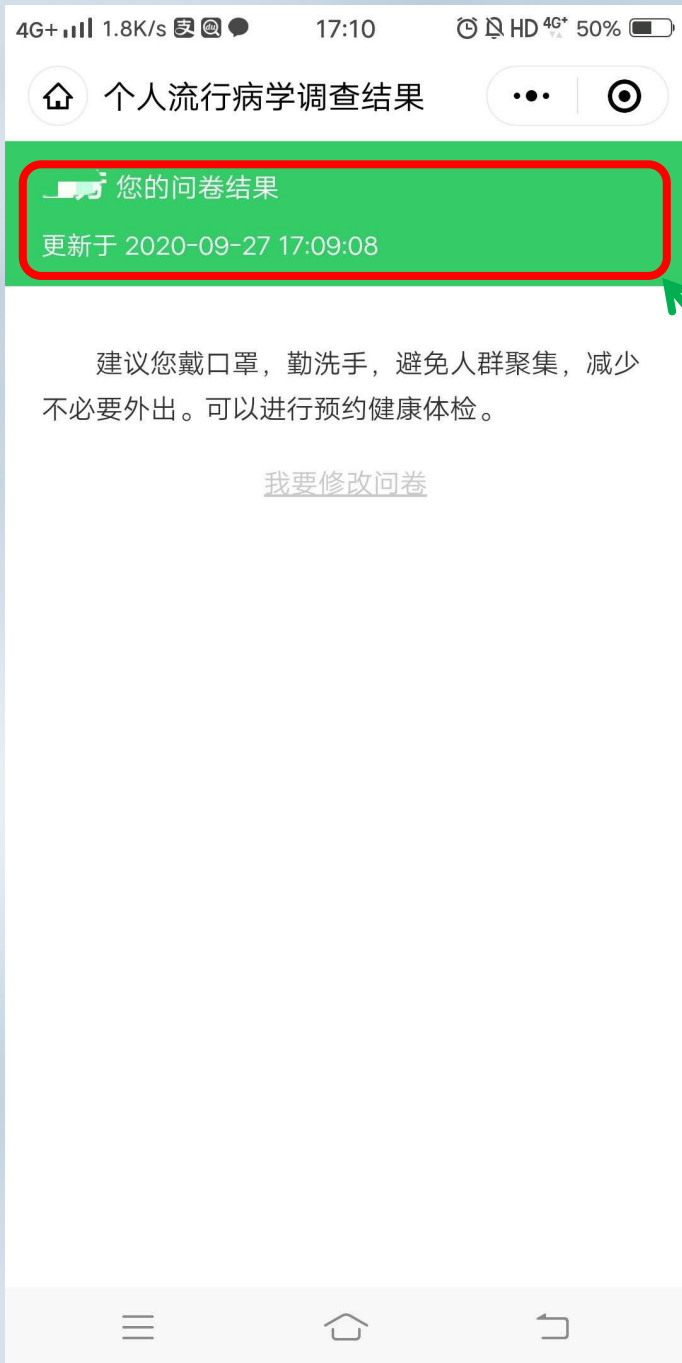 4G+ 1.8K/s 支 du 17:10 HD 4G+ 50%
个人流行病学调查结果
您的问卷结果
更新于 2020-09-27 17:09:08
建议您戴口罩，勤洗手，避免人群聚集，减少
不必要外出。可以进行预约健康体检。
我要修改问卷